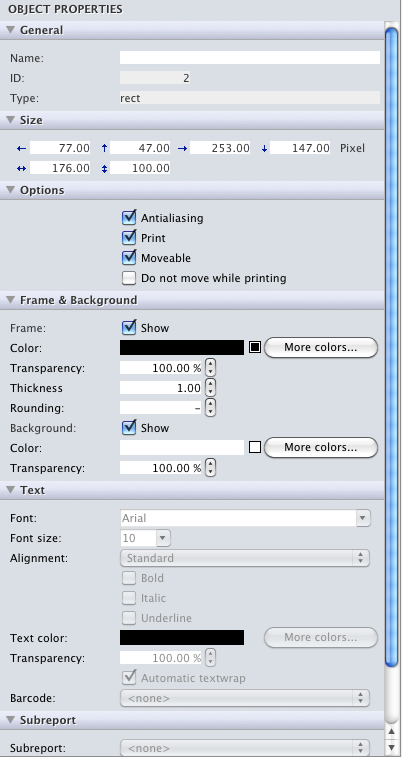 OBJECT PROPERTIES
General
Name:
ID: 2
Type: rect
Size
77.00 47.00 253.00 147.00 Pixel
176.00 100.00
Options
Antialiasing
Print
Moveable
Do not move while printing
Frame & Background
Frame: Show
Color: More colors...
Transparency: 100.00 %
Thickness 1.00
Rounding: –
Background: Show
Color: More colors...
Transparency: 100.00 %
Text
Font: Arial
Font size: 10
Alignment: Standard
Bold
Italic
Underline
Text color: More colors...
Transparency: 100.00 %
Automatic textwrap
Barcode: <none>
Subreport
Subreport: <none>